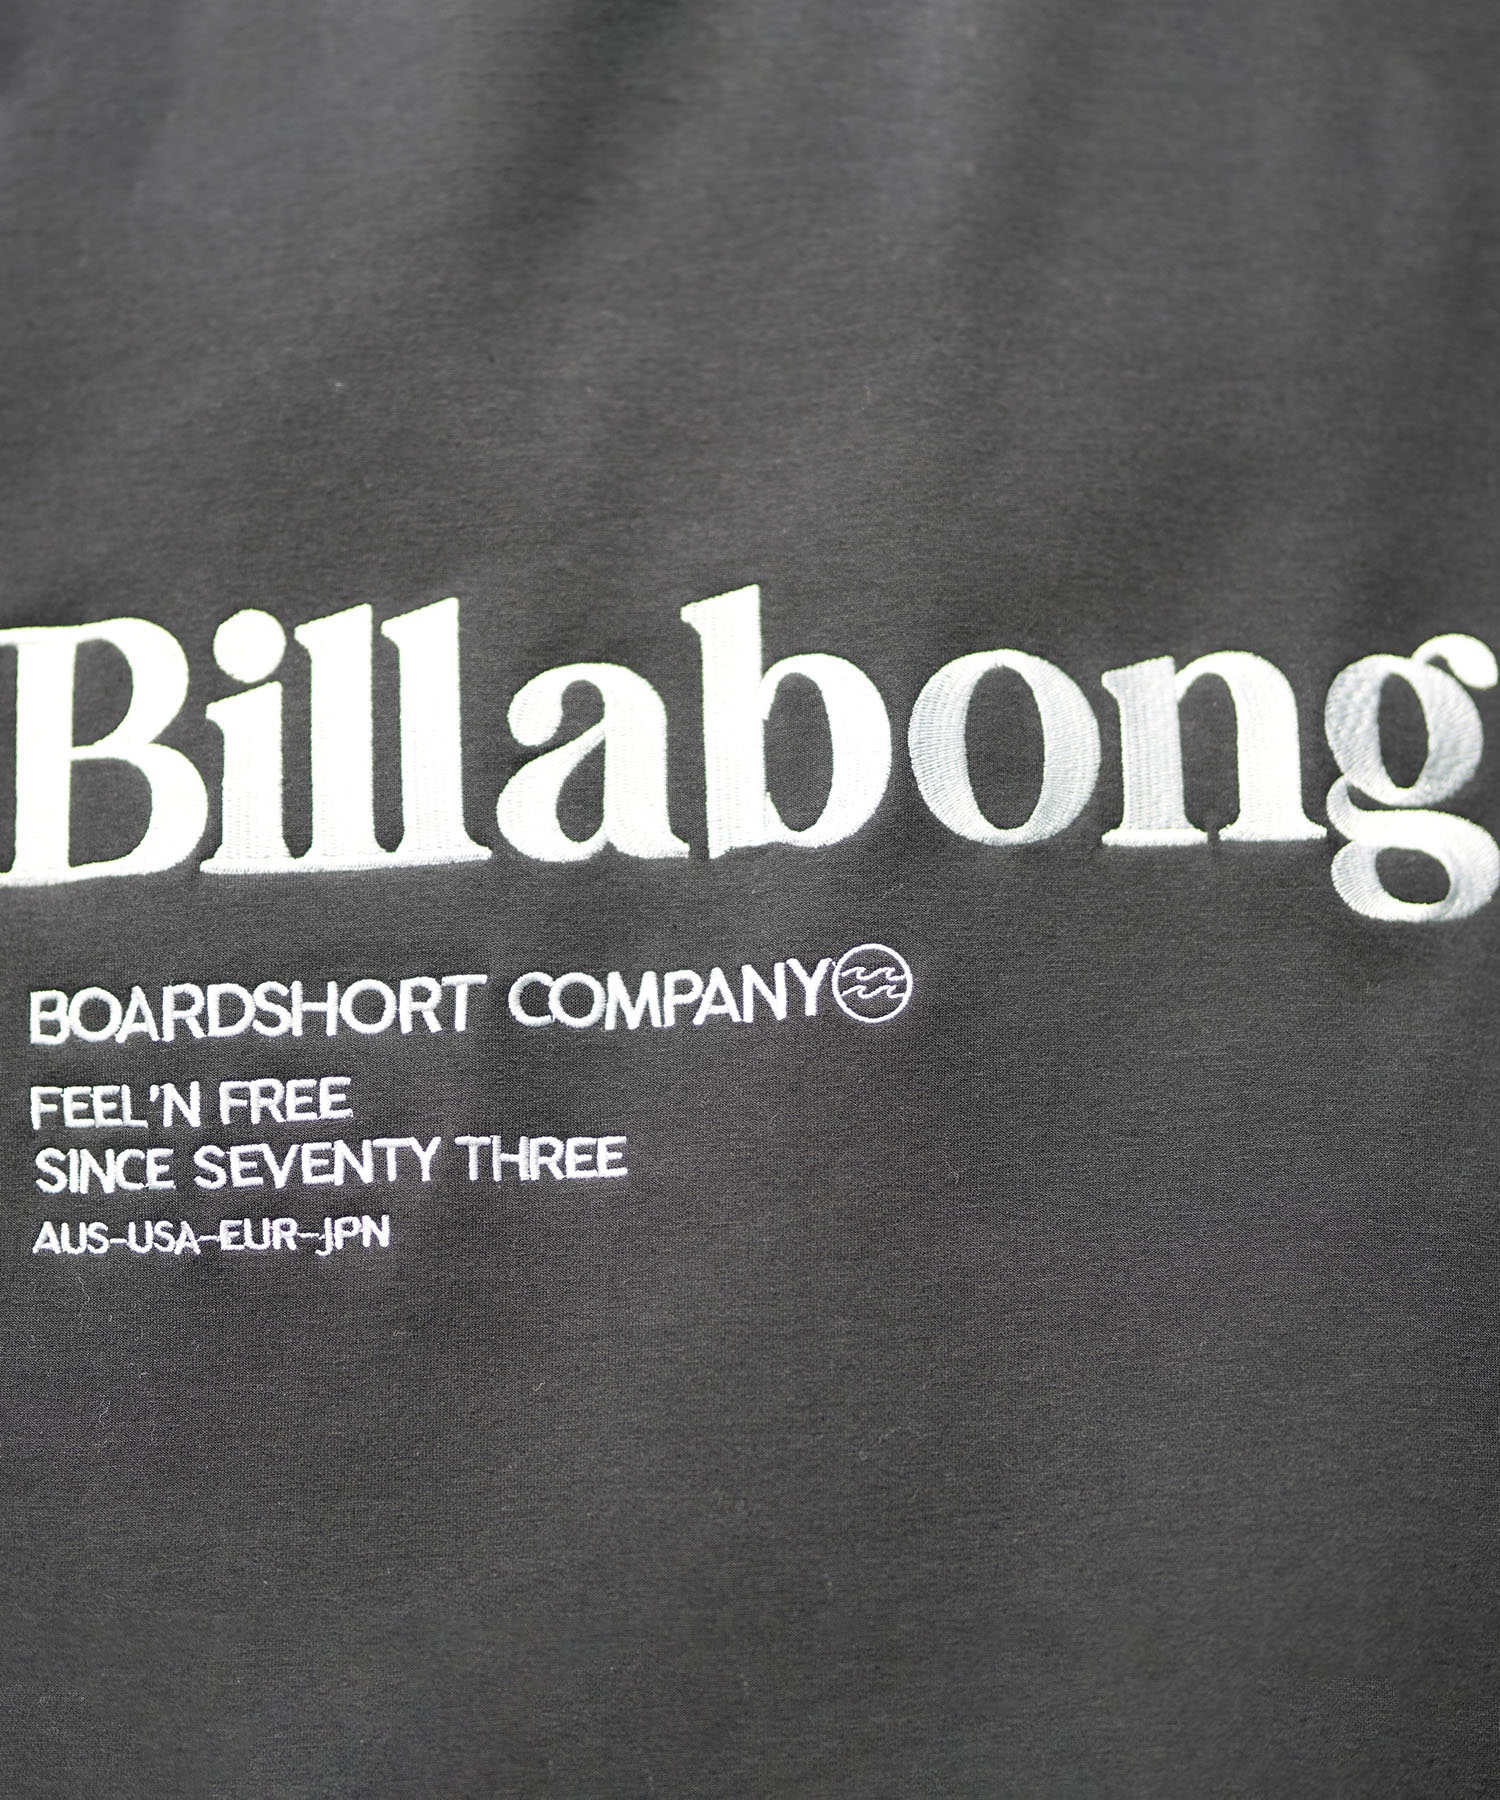 Billabong
BOARDSHORT COMPANY
FEEL'N FREE
SINCE SEVENTY THREE
AUS-USA-EUR-JPN